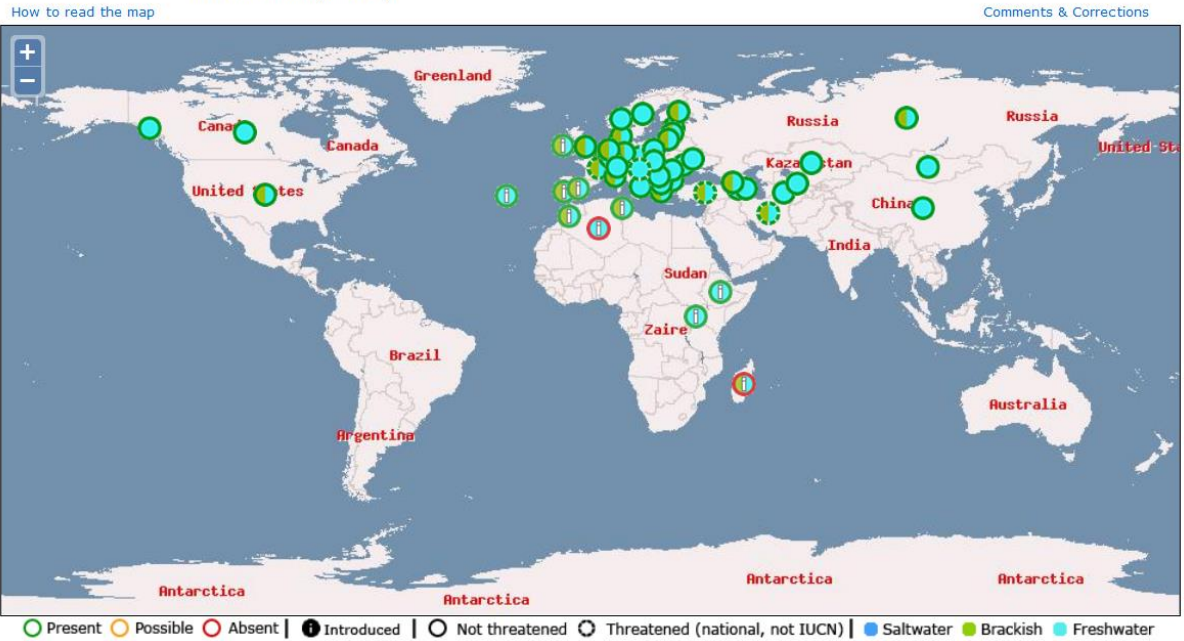 How to read the map
Comments & Corrections
+
−
Greenland
Russia
Russia
Canada
United Sta
Kazakhstan
United States
China
India
Sudan
Zaire
Brazil
Australia
Argentina
Antarctica
Antarctica
Antarctica
Antarctica
Present Possible Absent | i Introduced | Not threatened Threatened (national, not IUCN) | Saltwater Brackish Freshwater